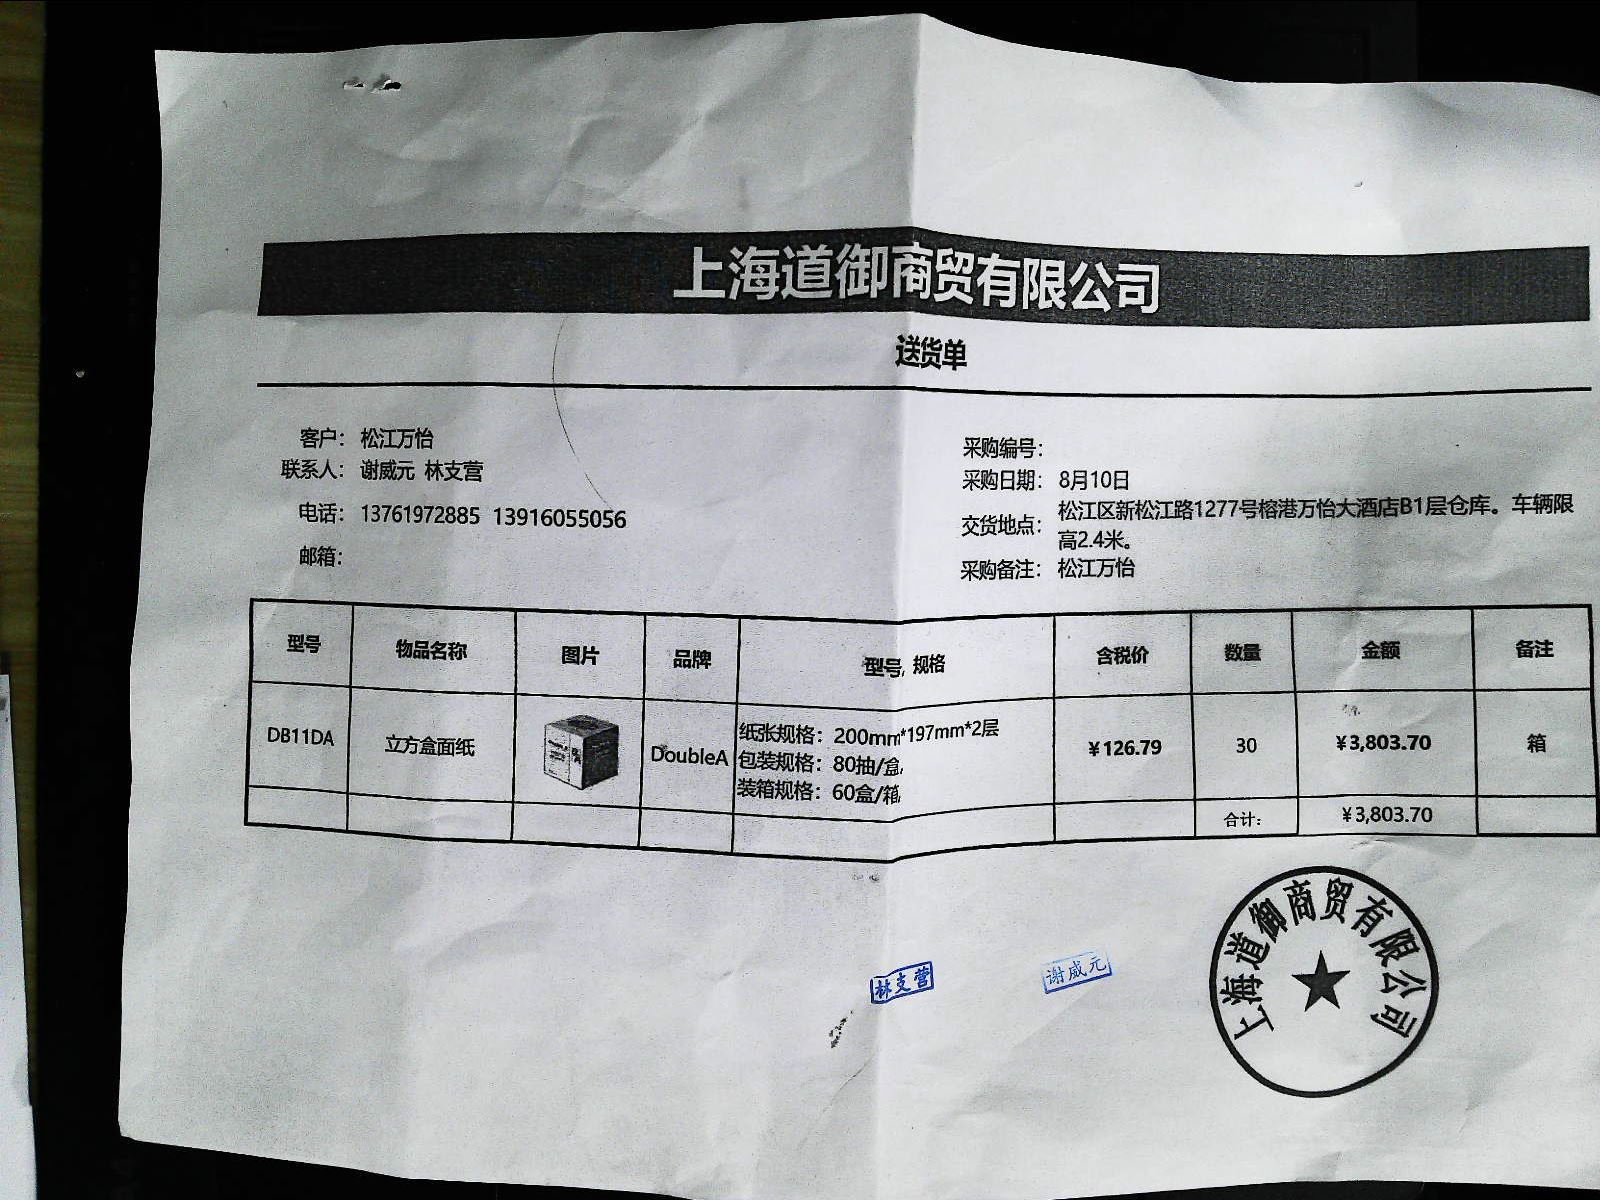 上海道御商贸有限公司
送货单
客户： 松江万怡
联系人： 谢威元 林支营
电话： 13761972885 13916055056
邮箱：
采购编号：
采购日期： 8月10日
交货地点： 松江区新松江路1277号榕港万怡大酒店B1层仓库。车辆限
高2.4米。
采购备注： 松江万怡
型号 物品名称 图片 品牌 型号, 规格 含税价 数量 金额 备注
DB11DA 立方盒面纸 DoubleA 纸张规格：200mm*197mm*2层 ￥126.79 30 ￥3,803.70 箱
包装规格：80抽/盒,
装箱规格：60盒/箱,
合计： ￥3,803.70
林支营
谢威元
上海道御商贸有限公司